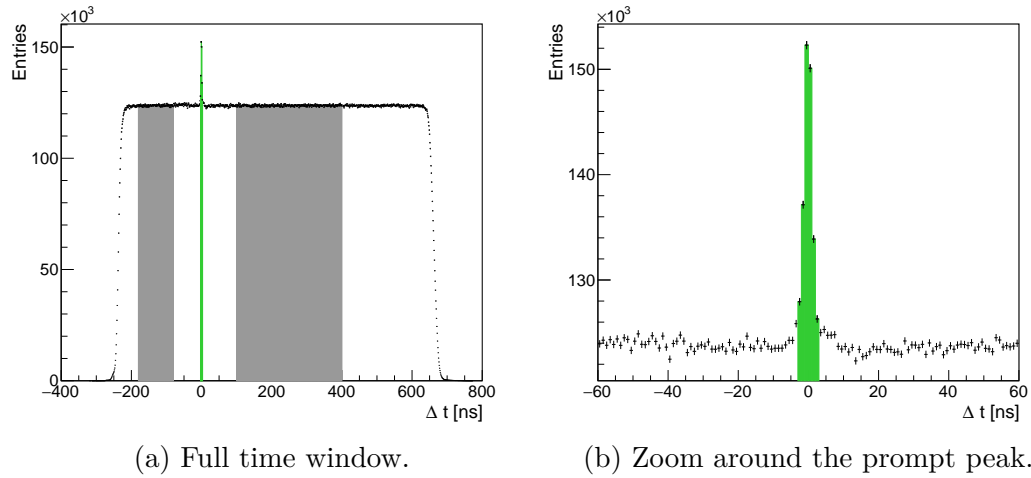 ×10³
Entries
150
100
50
0
−400 −200 0 200 400 600 800
Δ t [ns]
(a) Full time window.
×10³
Entries
150
140
130
−60 −40 −20 0 20 40 60
Δ t [ns]
(b) Zoom around the prompt peak.